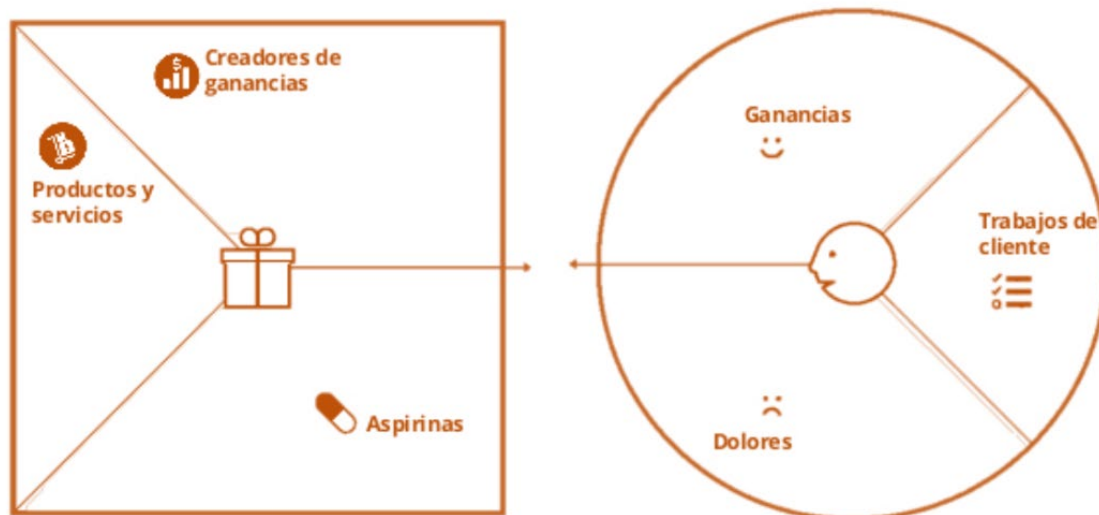 Creadores de
ganancias
Productos y
servicios
Aspirinas
Ganancias
Trabajos de
cliente
Dolores